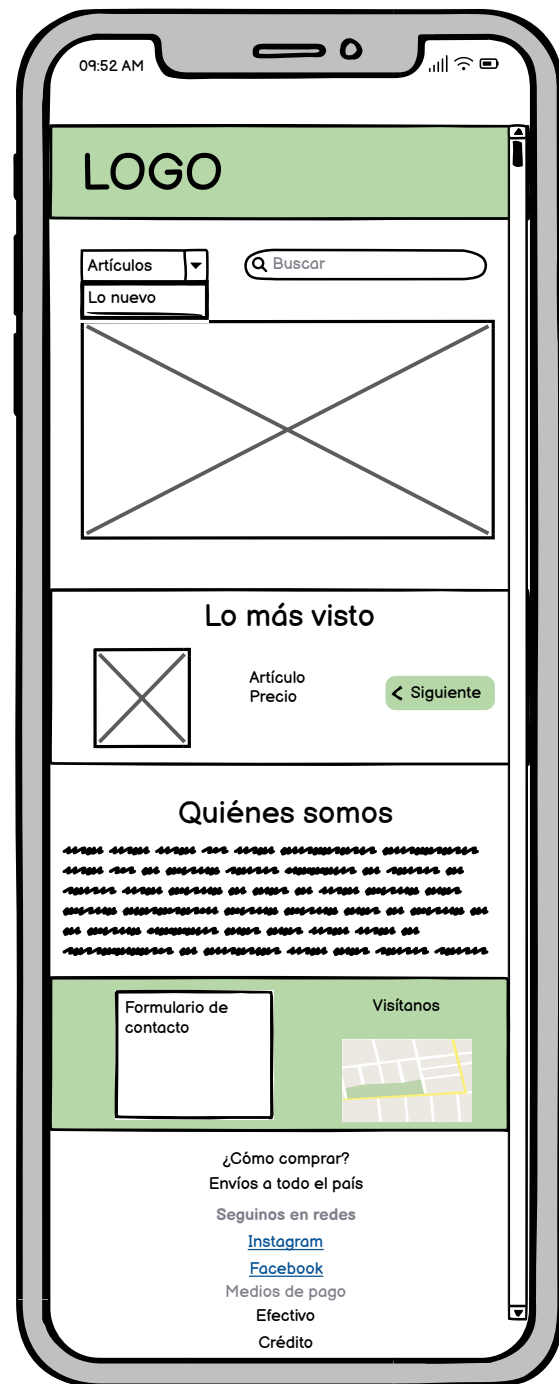 09:52 AM
LOGO
Artículos
Buscar
Lo nuevo
Lo más visto
Artículo
Precio
Siguiente
Quiénes somos
Formulario de
contacto
Visítanos
¿Cómo comprar?
Envíos a todo el país
Seguinos en redes
Instagram
Facebook
Medios de pago
Efectivo
Crédito